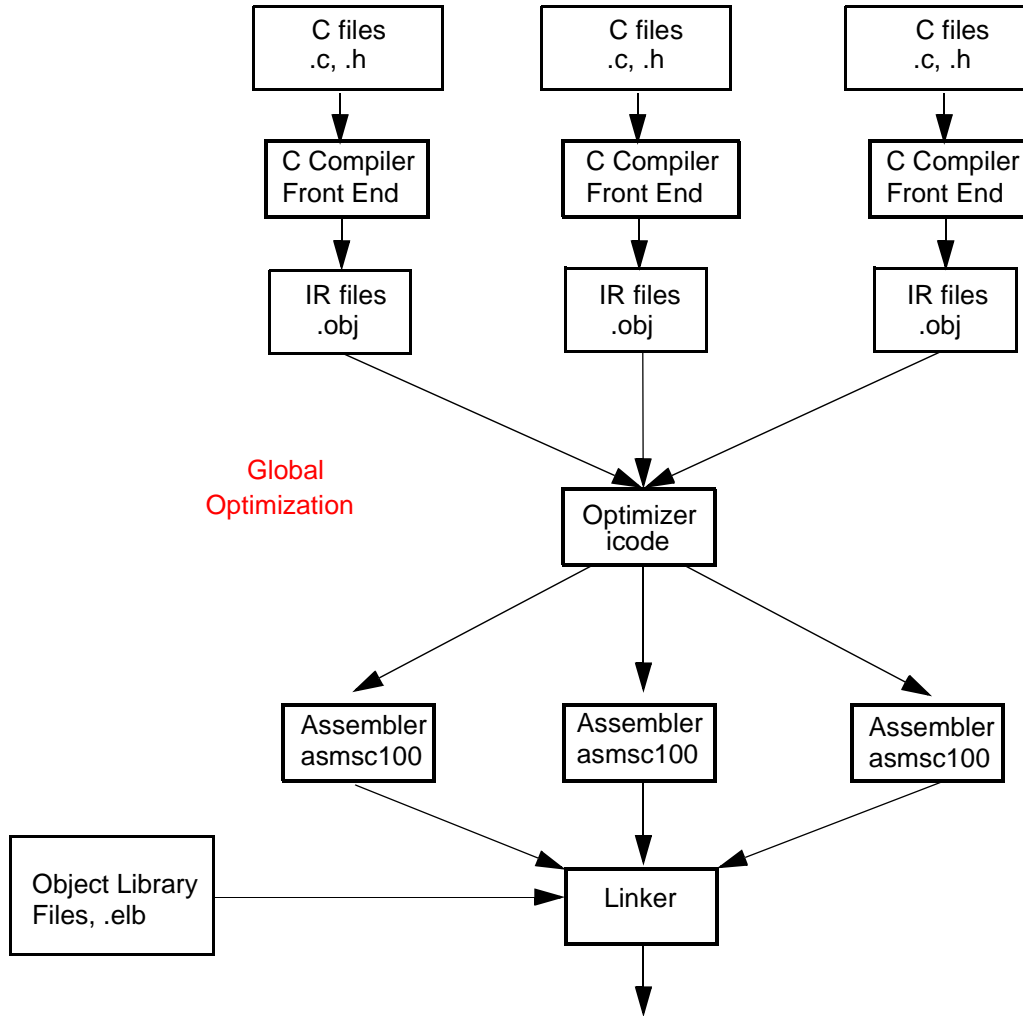 C files
.c, .h
C files
.c, .h
C files
.c, .h
C Compiler
Front End
C Compiler
Front End
C Compiler
Front End
IR files
.obj
IR files
.obj
IR files
.obj
Global
Optimization
Optimizer
icode
Assembler
asmsc100
Assembler
asmsc100
Assembler
asmsc100
Object Library
Files, .elb
Linker